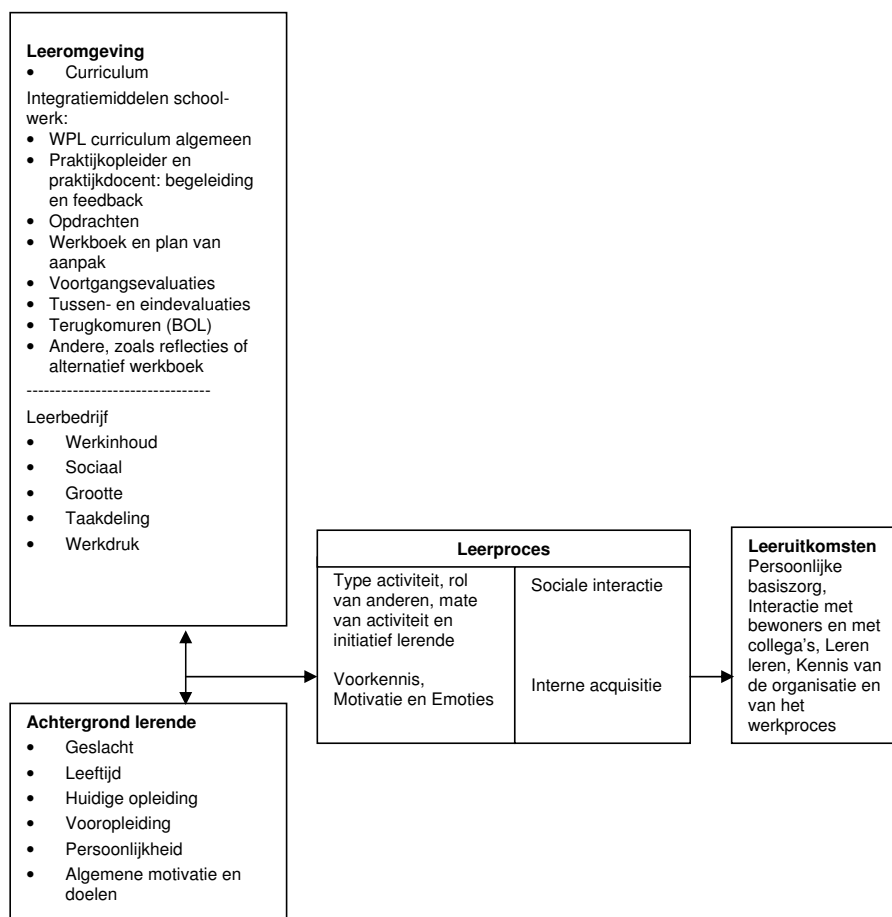 Leeromgeving
• Curriculum
Integratiemiddelen school-
werk:
• WPL curriculum algemeen
• Praktijkopleider en
praktijkdocent: begeleiding
en feedback
• Opdrachten
• Werkboek en plan van
aanpak
• Voortgangsevaluaties
• Tussen- en eindevaluaties
• Terugkomuren (BOL)
• Andere, zoals reflecties of
alternatief werkboek
--------------------------------
Leerbedrijf
• Werkinhoud
• Sociaal
• Grootte
• Taakdeling
• Werkdruk
Achtergrond lerende
• Geslacht
• Leeftijd
• Huidige opleiding
• Vooropleiding
• Persoonlijkheid
• Algemene motivatie en
doelen
Leerproces
Type activiteit, rol
van anderen, mate
van activiteit en
initiatief lerende
Voorkennis,
Motivatie en Emoties
Sociale interactie
Interne acquisitie
Leeruitkomsten
Persoonlijke
basiszorg,
Interactie met
bewoners en met
collega's, Leren
leren, Kennis van
de organisatie en
van het
werkproces